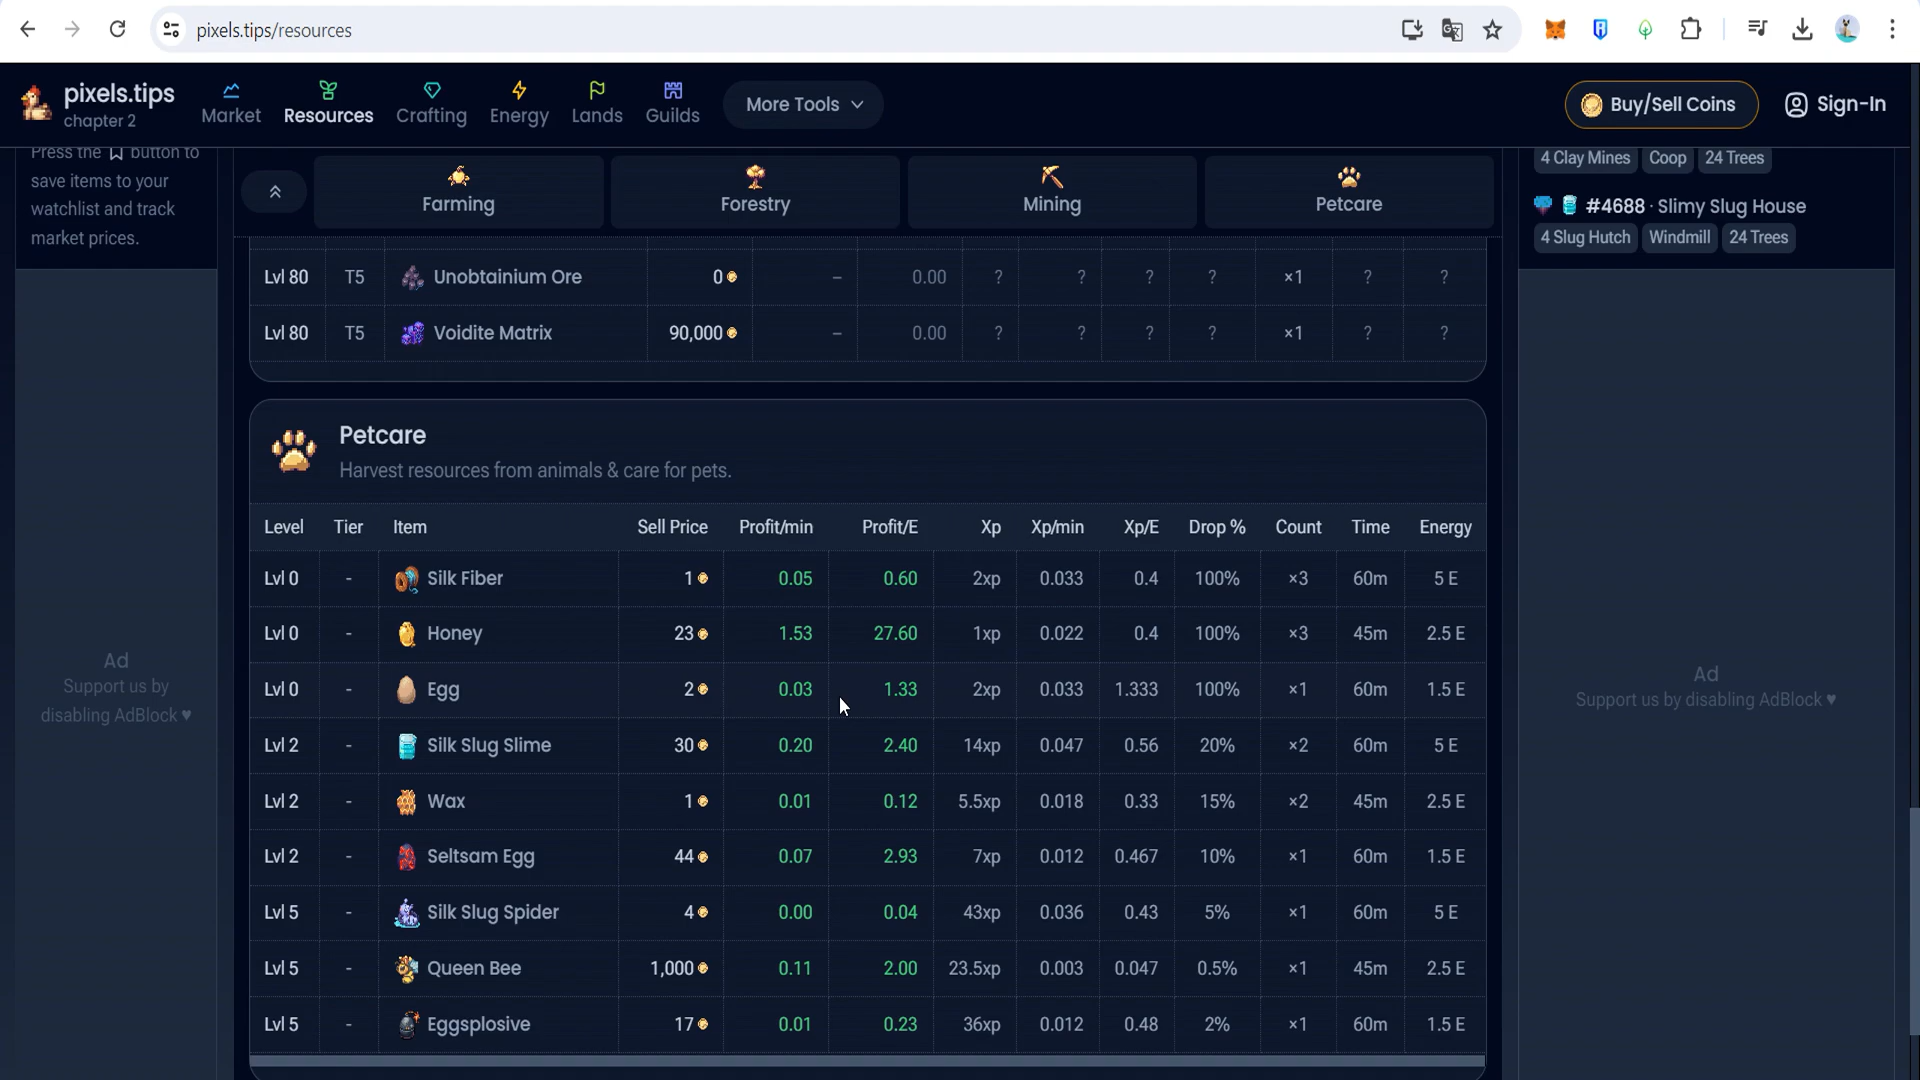 pixels.tips/resources
pixels.tips
chapter 2
Market
Resources
Crafting
Energy
Lands
Guilds
More Tools
Buy/Sell Coins
Sign-In
Press the button to
save items to your
watchlist and track
market prices.
Farming
Forestry
Mining
Petcare
4 Clay Mines Coop 24 Trees
#4688 · Slimy Slug House
4 Slug Hutch Windmill 24 Trees
Lvl 80 T5 Unobtainium Ore 0 – 0.00 ? ? ? ? ×1 ? ?
Lvl 80 T5 Voidite Matrix 90,000 – 0.00 ? ? ? ? ×1 ? ?
Petcare
Harvest resources from animals & care for pets.
Level Tier Item Sell Price Profit/min Profit/E Xp Xp/min Xp/E Drop % Count Time Energy
Lvl 0 - Silk Fiber 1 0.05 0.60 2xp 0.033 0.4 100% ×3 60m 5 E
Lvl 0 - Honey 23 1.53 27.60 1xp 0.022 0.4 100% ×3 45m 2.5 E
Lvl 0 - Egg 2 0.03 1.33 2xp 0.033 1.333 100% ×1 60m 1.5 E
Lvl 2 - Silk Slug Slime 30 0.20 2.40 14xp 0.047 0.56 20% ×2 60m 5 E
Lvl 2 - Wax 1 0.01 0.12 5.5xp 0.018 0.33 15% ×2 45m 2.5 E
Lvl 2 - Seltsam Egg 44 0.07 2.93 7xp 0.012 0.467 10% ×1 60m 1.5 E
Lvl 5 - Silk Slug Spider 4 0.00 0.04 43xp 0.036 0.43 5% ×1 60m 5 E
Lvl 5 - Queen Bee 1,000 0.11 2.00 23.5xp 0.003 0.047 0.5% ×1 45m 2.5 E
Lvl 5 - Eggsplosive 17 0.01 0.23 36xp 0.012 0.48 2% ×1 60m 1.5 E
Ad
Support us by
disabling AdBlock ♥
Ad
Support us by disabling AdBlock ♥